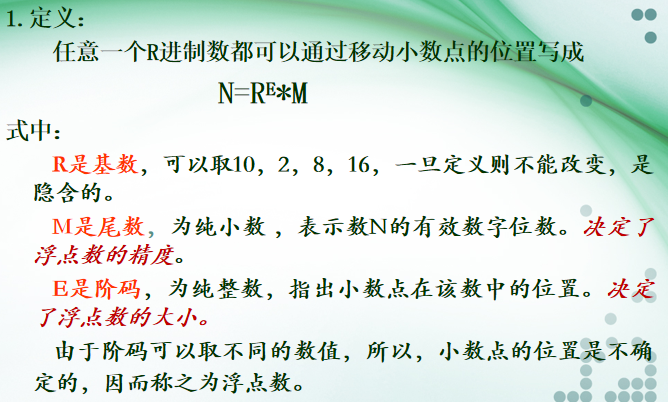 1.定义：
任意一个R进制数都可以通过移动小数点的位置写成
N=Rᴱ*M
式中：
R是基数，可以取10，2，8，16，一旦定义则不能改变，是
隐含的。
M是尾数，为纯小数，表示数N的有效数字位数。决定了
浮点数的精度。
E是阶码，为纯整数，指出小数点在该数中的位置。决定
了浮点数的大小。
由于阶码可以取不同的数值，所以，小数点的位置是不确
定的，因而称之为浮点数。